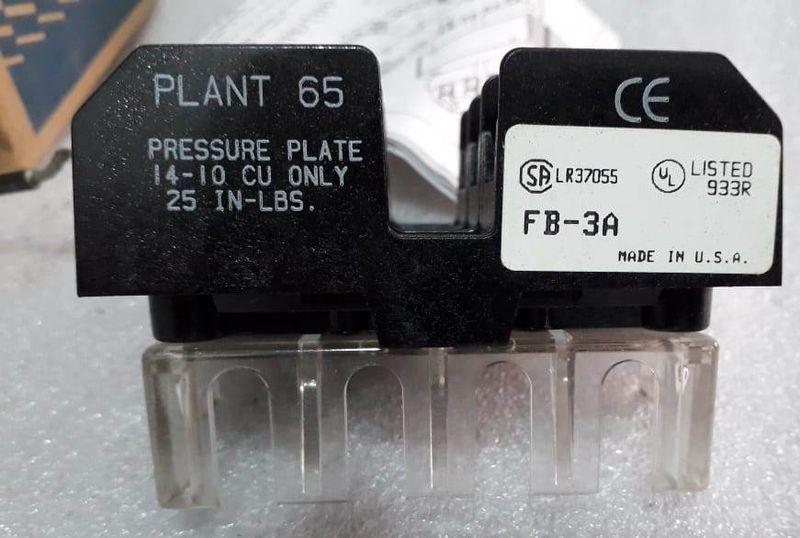 PLANT 65
PRESSURE PLATE
14-10 CU ONLY
25 IN-LBS.
CE
SA LR37055
UL LISTED
933R
FB-3A
MADE IN U.S.A.